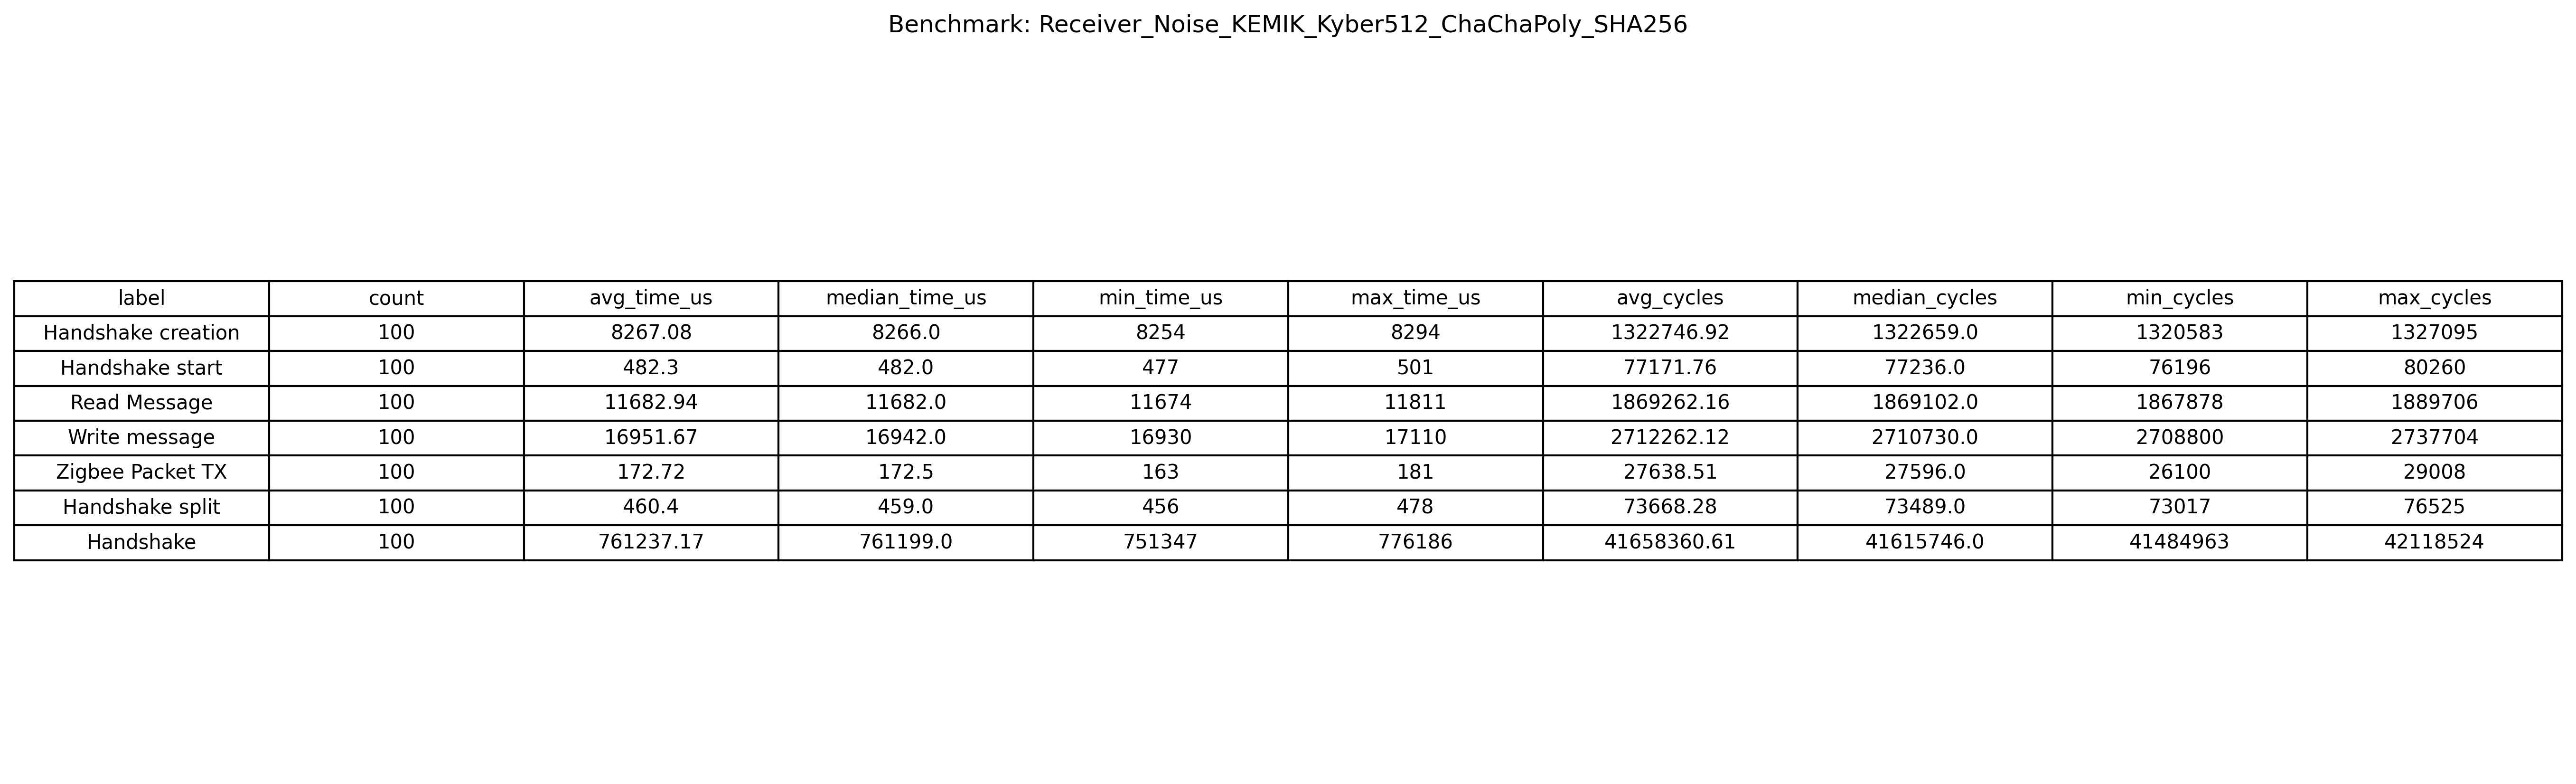 Benchmark: Receiver_Noise_KEMIK_Kyber512_ChaChaPoly_SHA256
label count avg_time_us median_time_us min_time_us max_time_us avg_cycles median_cycles min_cycles max_cycles
Handshake creation 100 8267.08 8266.0 8254 8294 1322746.92 1322659.0 1320583 1327095
Handshake start 100 482.3 482.0 477 501 77171.76 77236.0 76196 80260
Read Message 100 11682.94 11682.0 11674 11811 1869262.16 1869102.0 1867878 1889706
Write message 100 16951.67 16942.0 16930 17110 2712262.12 2710730.0 2708800 2737704
Zigbee Packet TX 100 172.72 172.5 163 181 27638.51 27596.0 26100 29008
Handshake split 100 460.4 459.0 456 478 73668.28 73489.0 73017 76525
Handshake 100 761237.17 761199.0 751347 776186 41658360.61 41615746.0 41484963 42118524